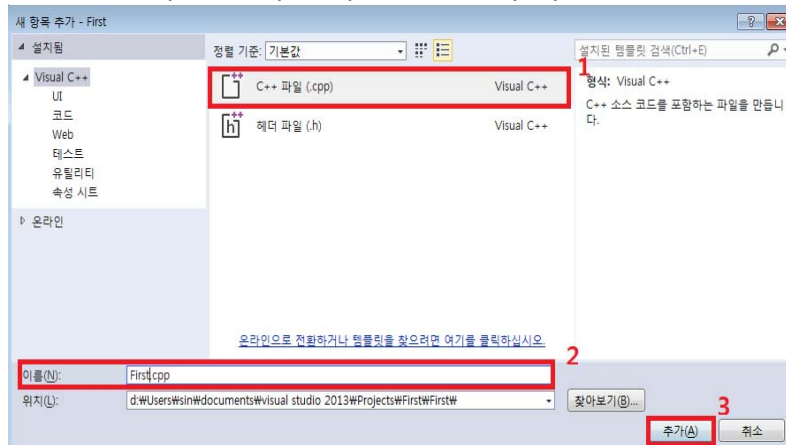 새 항목 추가 - First
설치됨
정렬 기준: 기본값
설치된 템플릿 검색(Ctrl+E)
1
Visual C++
UI
코드
Web
테스트
유틸리티
속성 시트
온라인
C++ 파일 (.cpp) Visual C++
헤더 파일 (.h) Visual C++
형식: Visual C++
C++ 소스 코드를 포함하는 파일을 만듭니
다.
온라인으로 전환하거나 템플릿을 찾으려면 여기를 클릭하십시오.
2
이름(N): First.cpp
위치(L): d:₩Users₩sin₩documents₩visual studio 2013₩Projects₩First₩First₩
찾아보기(B)...
3
추가(A) 취소